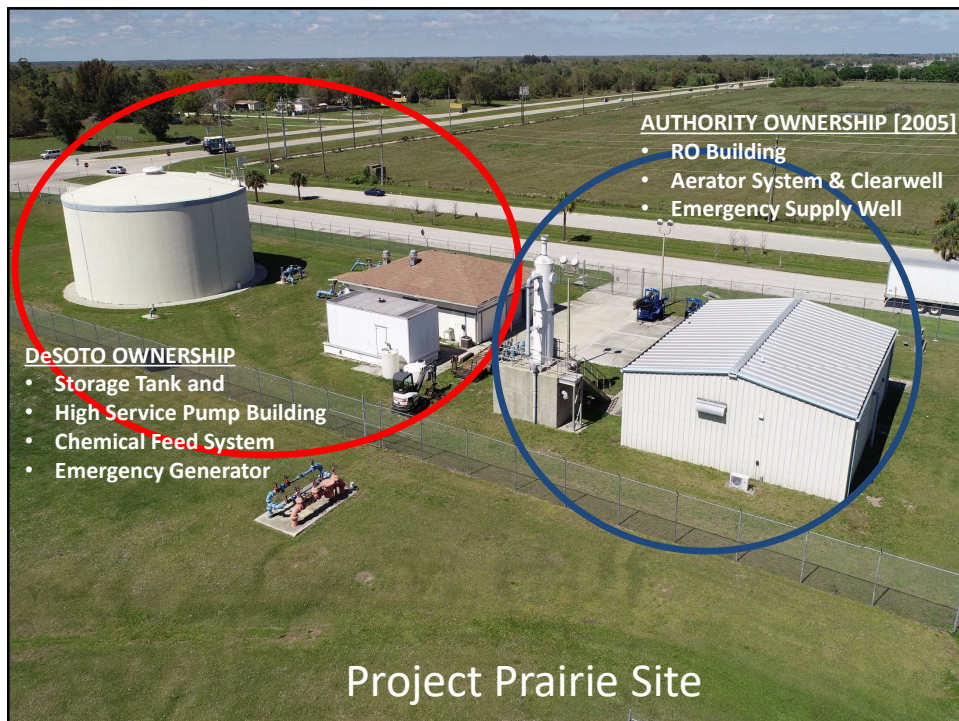 AUTHORITY OWNERSHIP [2005]
• RO Building
• Aerator System & Clearwell
• Emergency Supply Well
DeSOTO OWNERSHIP
• Storage Tank and
• High Service Pump Building
• Chemical Feed System
• Emergency Generator
Project Prairie Site